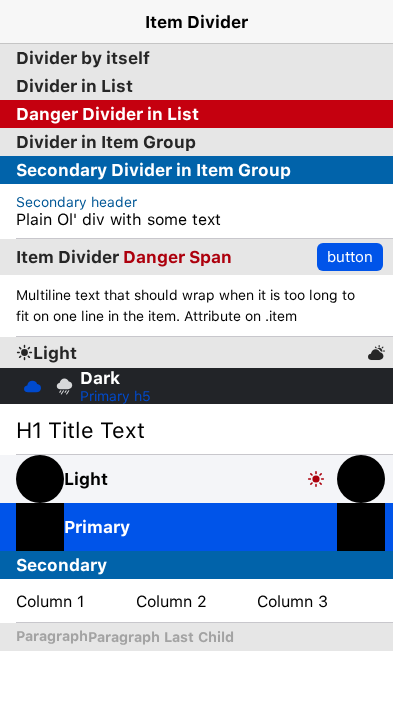 Item Divider
Divider by itself
Divider in List
Danger Divider in List
Divider in Item Group
Secondary Divider in Item Group
Secondary header
Plain Ol' div with some text
Item Divider Danger Span button
Multiline text that should wrap when it is too long to
fit on one line in the item. Attribute on .item
Light
Dark
Primary h5
H1 Title Text
Light
Primary
Secondary
Column 1 Column 2 Column 3
ParagraphParagraph Last Child